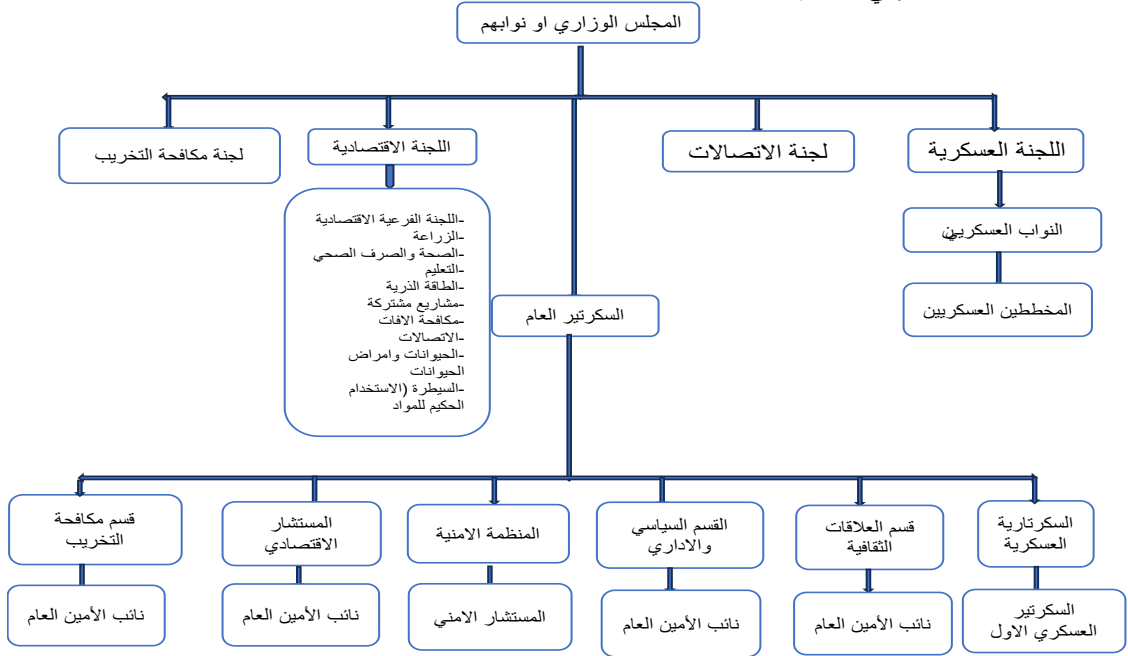 المجلس الوزاري او نوابهم
اللجنة العسكرية
لجنة الاتصالات
اللجنة الاقتصادية
لجنة مكافحة التخريب
النواب العسكريين
المخططين العسكريين
-اللجنة الفرعية الاقتصادية
-الزراعة
-الصحة والصرف الصحي
-التعليم
-الطاقة الذرية
-مشاريع مشتركة
-مكافحة الافات
-الاتصالات
-الحيوانات وامراض
الحيوانات
-السيطرة (الاستخدام
الحكيم للمواد
السكرتير العام
السكرتارية
العسكرية
قسم العلاقات
الثقافية
القسم السياسي
والاداري
المنظمة الامنية
المستشار
الاقتصادي
قسم مكافحة
التخريب
السكرتير
العسكري الاول
نائب الأمين العام
نائب الأمين العام
المستشار الامني
نائب الأمين العام
نائب الأمين العام